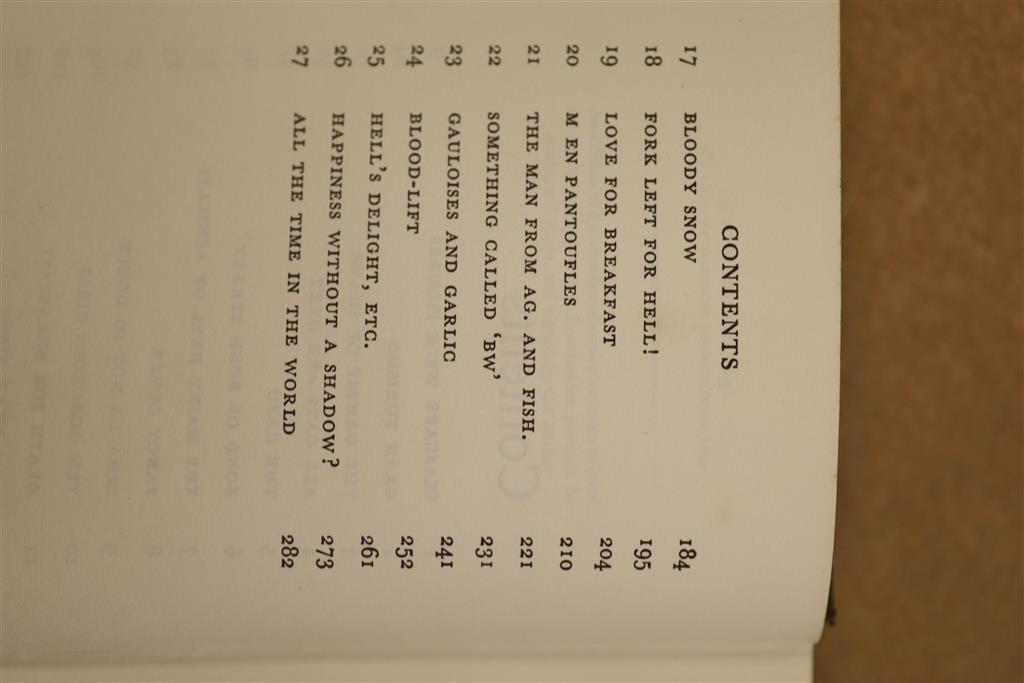 CONTENTS
17 BLOODY SNOW 184
18 FORK LEFT FOR HELL! 195
19 LOVE FOR BREAKFAST 204
20 M EN PANTOUFLES 210
21 THE MAN FROM AG. AND FISH. 221
22 SOMETHING CALLED ‘BW’ 231
23 GAULOISES AND GARLIC 241
24 BLOOD-LIFT 252
25 HELL’S DELIGHT, ETC. 261
26 HAPPINESS WITHOUT A SHADOW? 273
27 ALL THE TIME IN THE WORLD 282